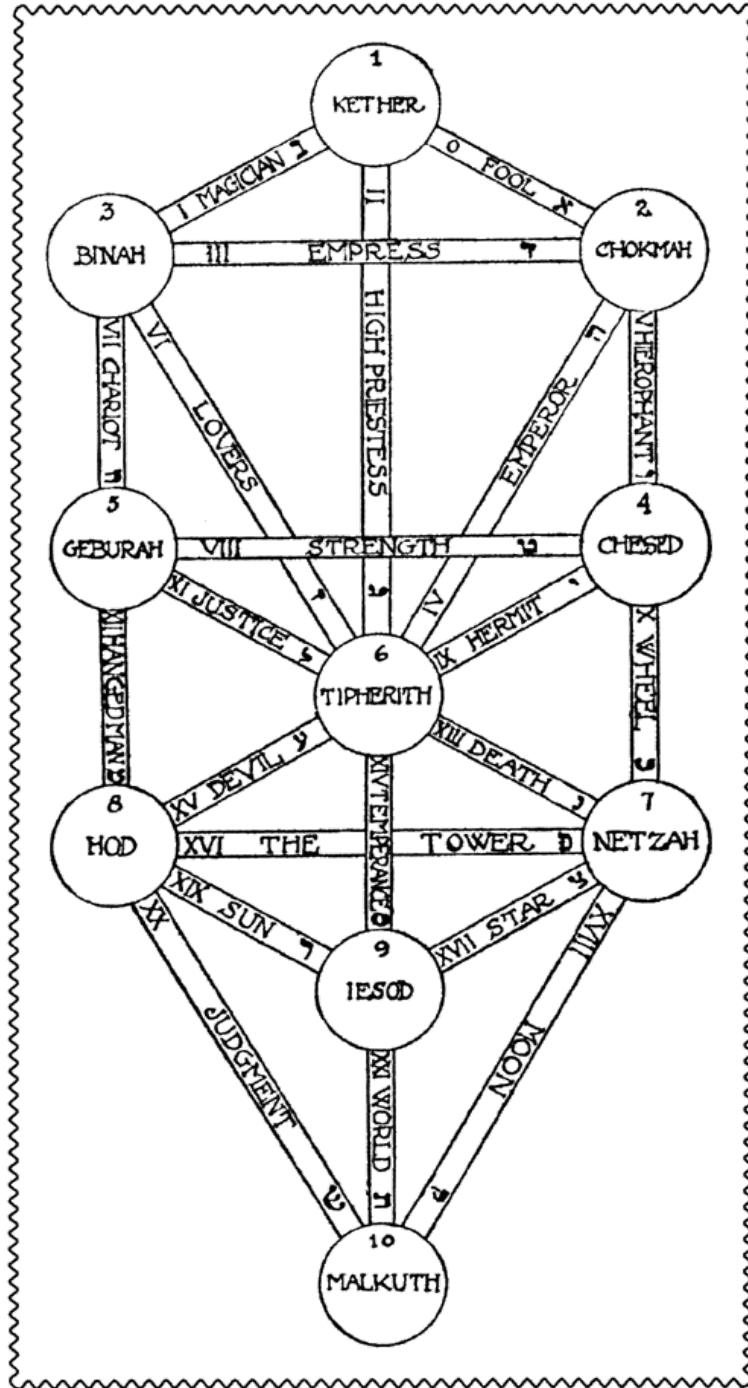 1
KETHER
I MAGICIAN ב
O FOOL א
II HIGH PRIESTESS ג
3
BINAH
2
CHOKMAH
III EMPRESS ד
VII CHARIOT ח
VI LOVERS ז
IV EMPEROR ה
V HEROPHANT ו
5
GEBURAH
4
CHESED
VIII STRENGTH ט
XI JUSTICE ל
IX HERMIT י
6
TIPHERITH
XII HANGED MAN מ
X WHEEL כ
XV DEVIL ע
XIII DEATH נ
8
HOD
7
NETZAH
XVI THE TOWER פ
XIV TEMPERANCE ס
XIX SUN ר
XVII STAR צ
9
IESOD
XX JUDGMENT ש
XXI WORLD ת
XVIII MOON ק
10
MALKUTH